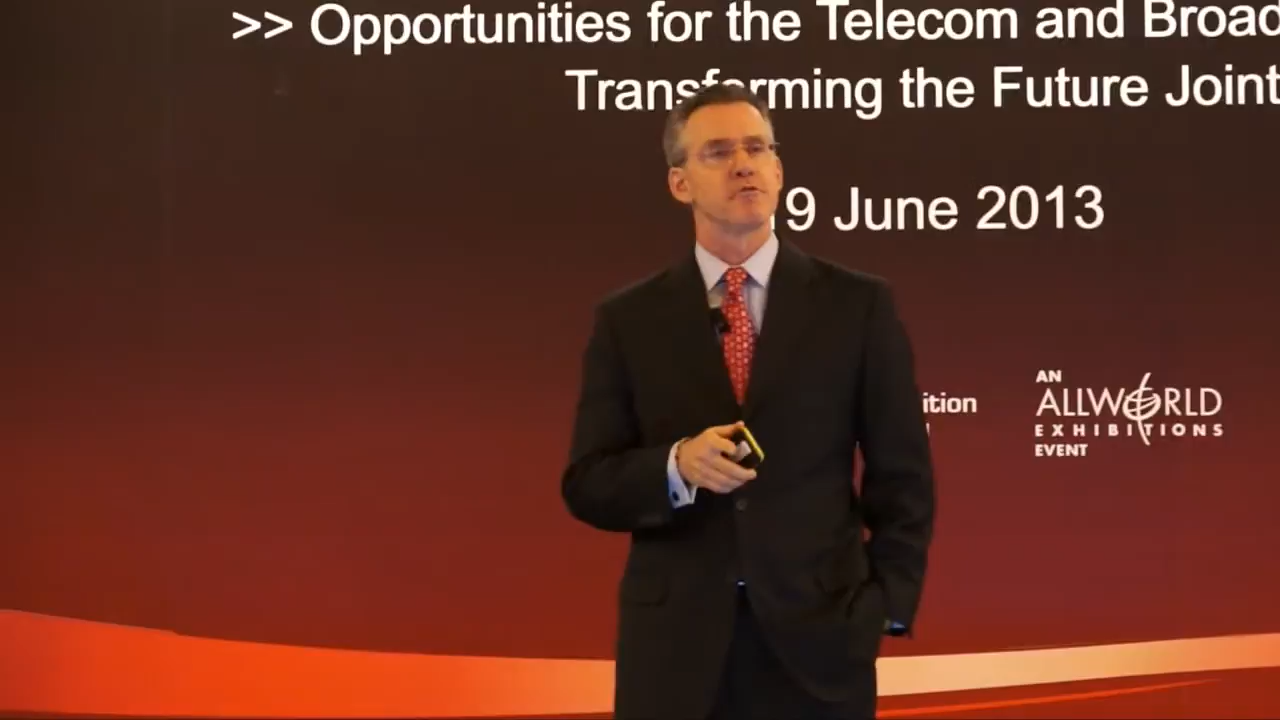 >> Opportunities for the Telecom and Broad
Transforming the Future Joint
9 June 2013
ition
AN
ALLWORLD
EXHIBITIONS
EVENT